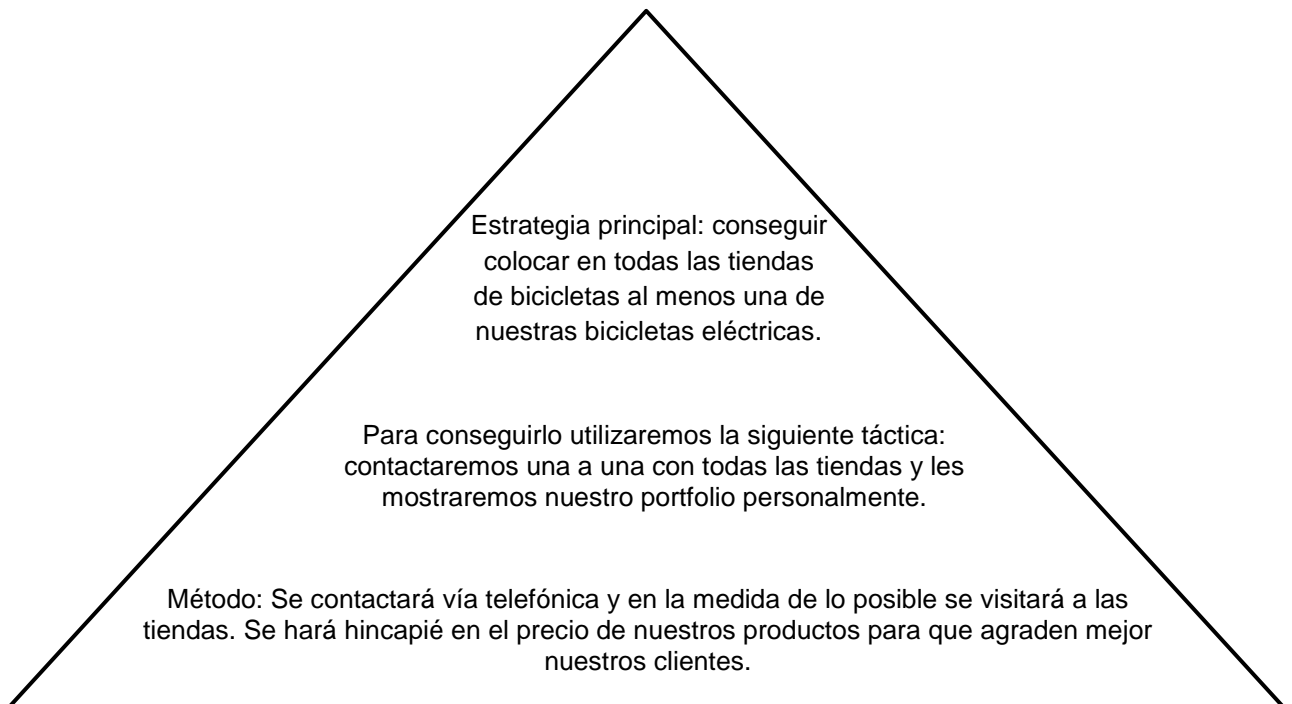 Estrategia principal: conseguir
colocar en todas las tiendas
de bicicletas al menos una de
nuestras bicicletas eléctricas.
Para conseguirlo utilizaremos la siguiente táctica:
contactaremos una a una con todas las tiendas y les
mostraremos nuestro portfolio personalmente.
Método: Se contactará vía telefónica y en la medida de lo posible se visitará a las
tiendas. Se hará hincapié en el precio de nuestros productos para que agraden mejor
nuestros clientes.